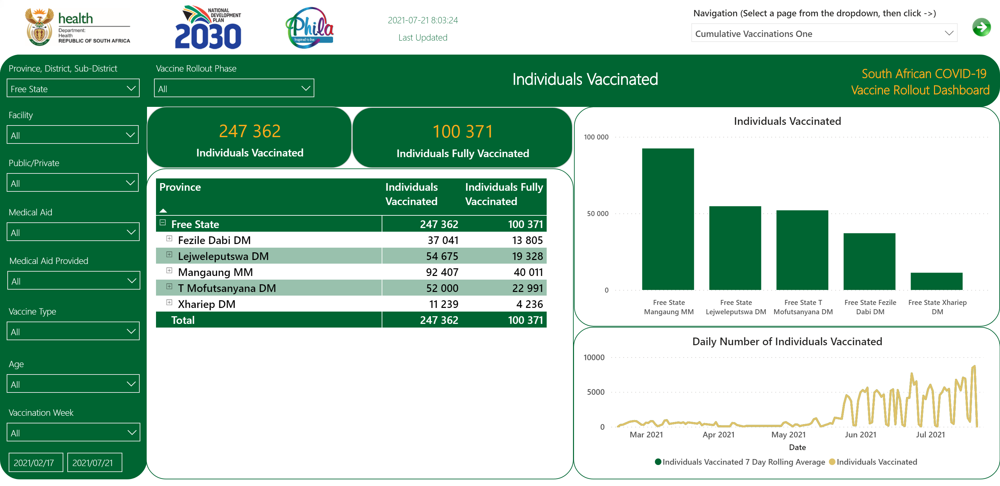 health
Department:
Health
REPUBLIC OF SOUTH AFRICA
NATIONAL
DEVELOPMENT
PLAN
2030
Phila
Inspired to live
2021-07-21 8:03:24
Last Updated
Navigation (Select a page from the dropdown, then click ->)
Cumulative Vaccinations One
Province, District, Sub-District
Free State
Vaccine Rollout Phase
All
Individuals Vaccinated
South African COVID-19
Vaccine Rollout Dashboard
Facility
All
Public/Private
All
Medical Aid
All
Medical Aid Provided
All
Vaccine Type
All
Age
All
Vaccination Week
All
2021/02/17 2021/07/21
247 362
Individuals Vaccinated
100 371
Individuals Fully Vaccinated
Province Individuals Vaccinated Individuals Fully Vaccinated
Free State 247 362 100 371
Fezile Dabi DM 37 041 13 805
Lejweleputswa DM 54 675 19 328
Mangaung MM 92 407 40 011
T Mofutsanyana DM 52 000 22 991
Xhariep DM 11 239 4 236
Total 247 362 100 371
Individuals Vaccinated
100 000
50 000
0
Free State Mangaung MM
Free State Lejweleputswa DM
Free State T Mofutsanyana DM
Free State Fezile Dabi DM
Free State Xhariep DM
Daily Number of Individuals Vaccinated
10000
5000
0
Mar 2021 Apr 2021 May 2021 Jun 2021 Jul 2021
Date
Individuals Vaccinated 7 Day Rolling Average Individuals Vaccinated